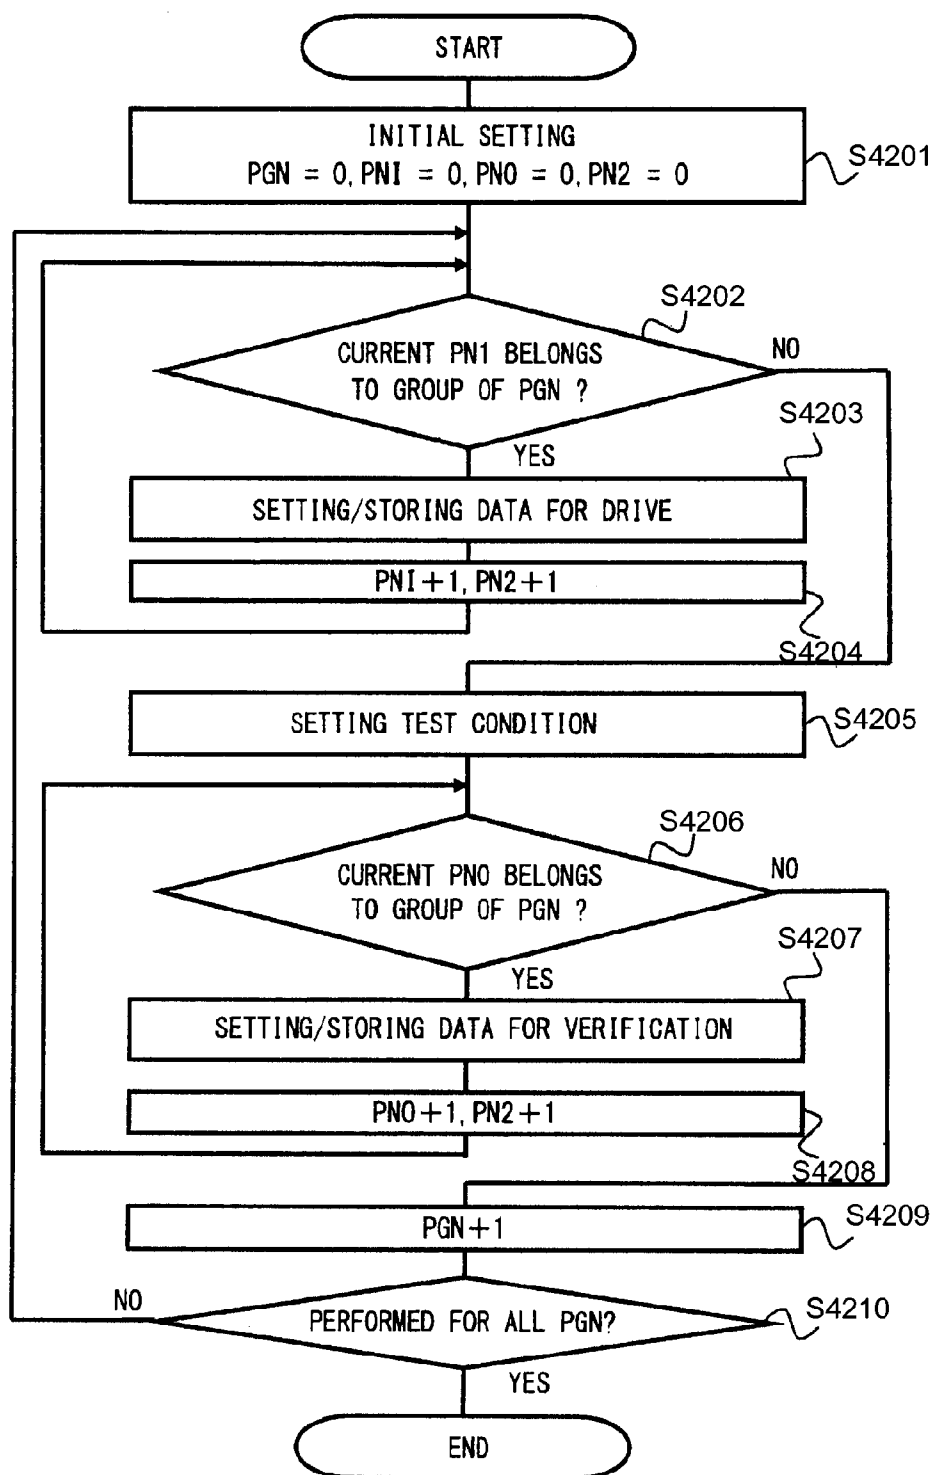 START
INITIAL SETTING
PGN = 0, PNI = 0, PNO = 0, PN2 = 0
S4201
S4202
CURRENT PN1 BELONGS
TO GROUP OF PGN ?
NO
YES
S4203
SETTING/STORING DATA FOR DRIVE
PNI+1, PN2+1
S4204
SETTING TEST CONDITION
S4205
S4206
CURRENT PNO BELONGS
TO GROUP OF PGN ?
NO
YES
S4207
SETTING/STORING DATA FOR VERIFICATION
PNO+1, PN2+1
S4208
PGN+1
S4209
NO
PERFORMED FOR ALL PGN?
S4210
YES
END